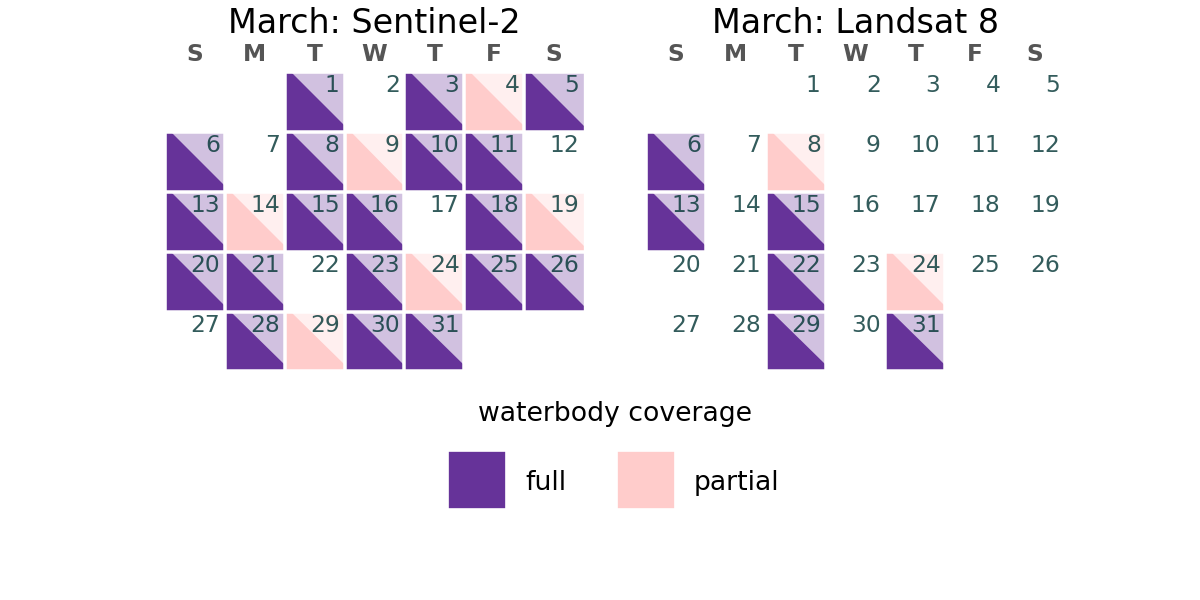 March: Sentinel-2
S M T W T F S
1 2 3 4 5
6 7 8 9 10 11 12
13 14 15 16 17 18 19
20 21 22 23 24 25 26
27 28 29 30 31
March: Landsat 8
S M T W T F S
1 2 3 4 5
6 7 8 9 10 11 12
13 14 15 16 17 18 19
20 21 22 23 24 25 26
27 28 29 30 31
waterbody coverage
full
partial